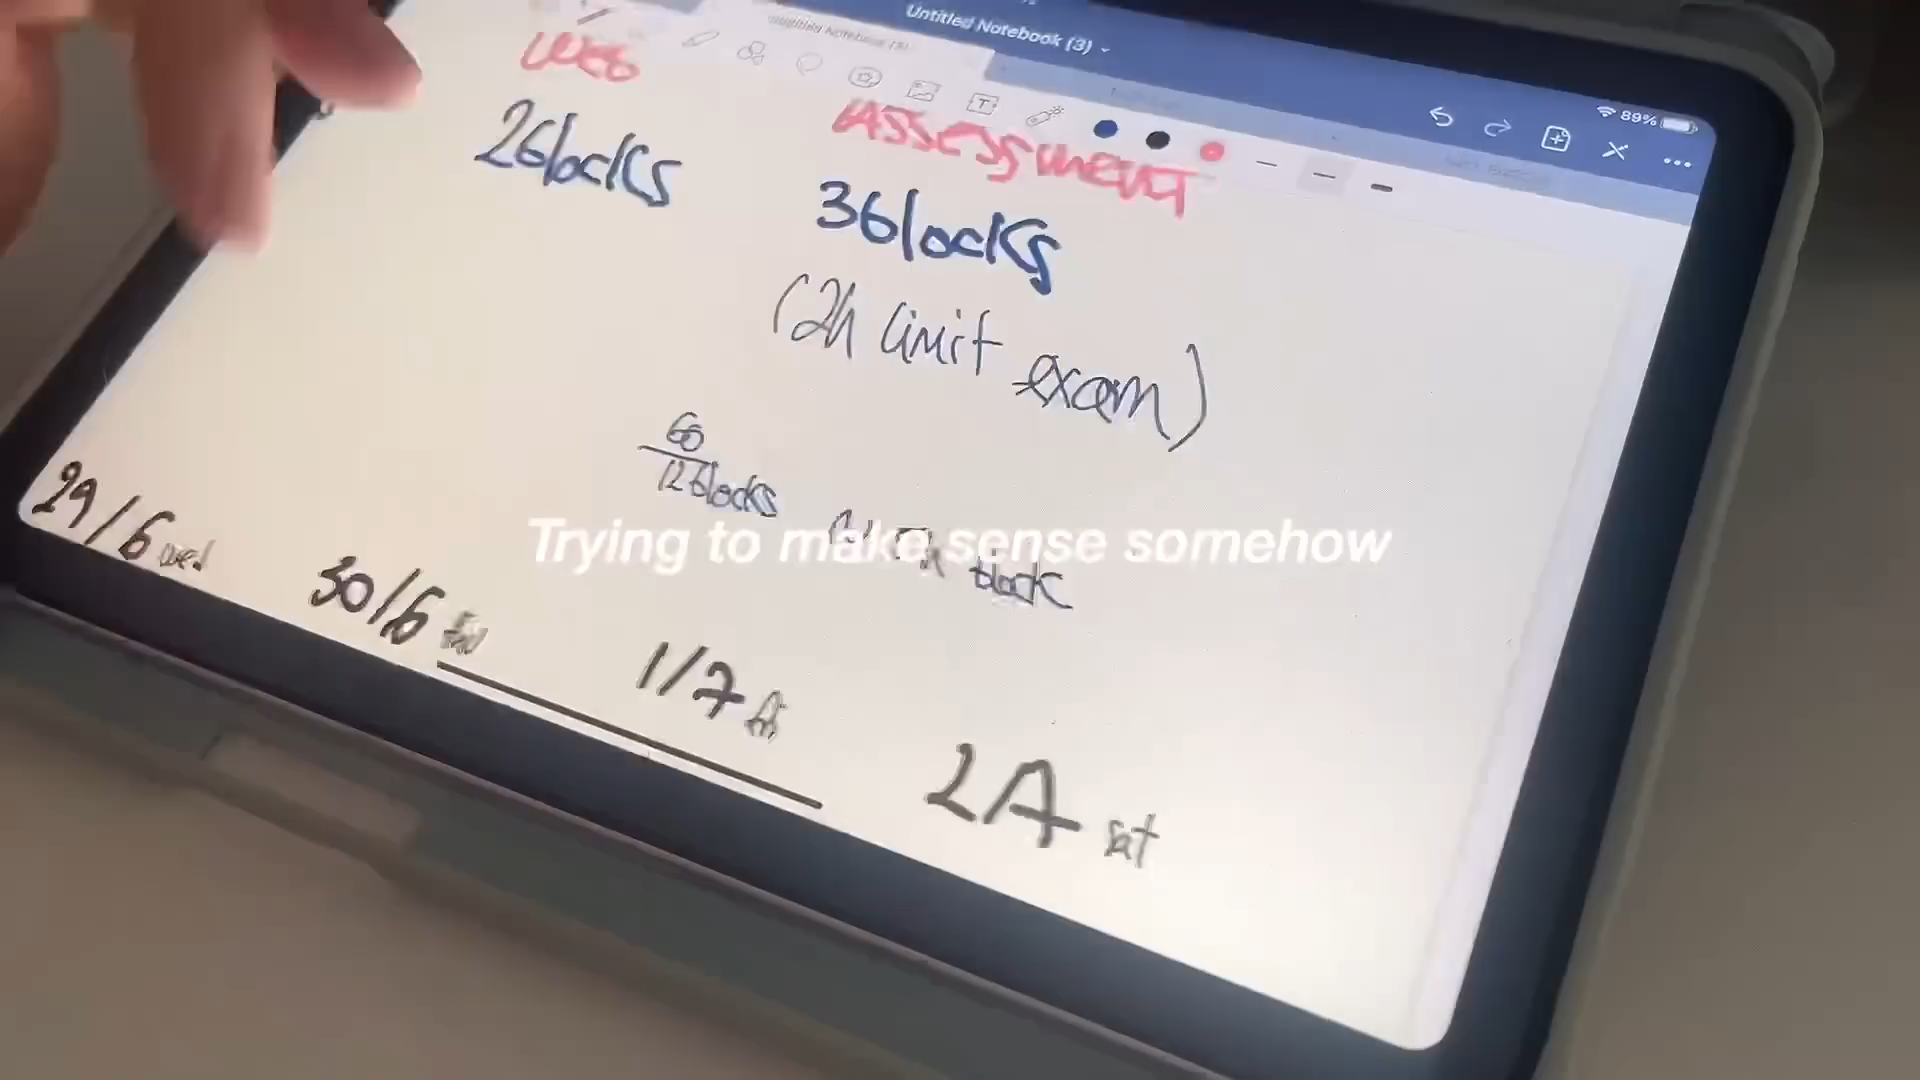 Untitled Notebook (3)
89%
WEB
2blocks
ASSESSMENT
3blocks
(2h limit exam)
60
12blocks
block
Trying to make sense somehow
29/6 wed
30/6
1/7 fri
2A sat